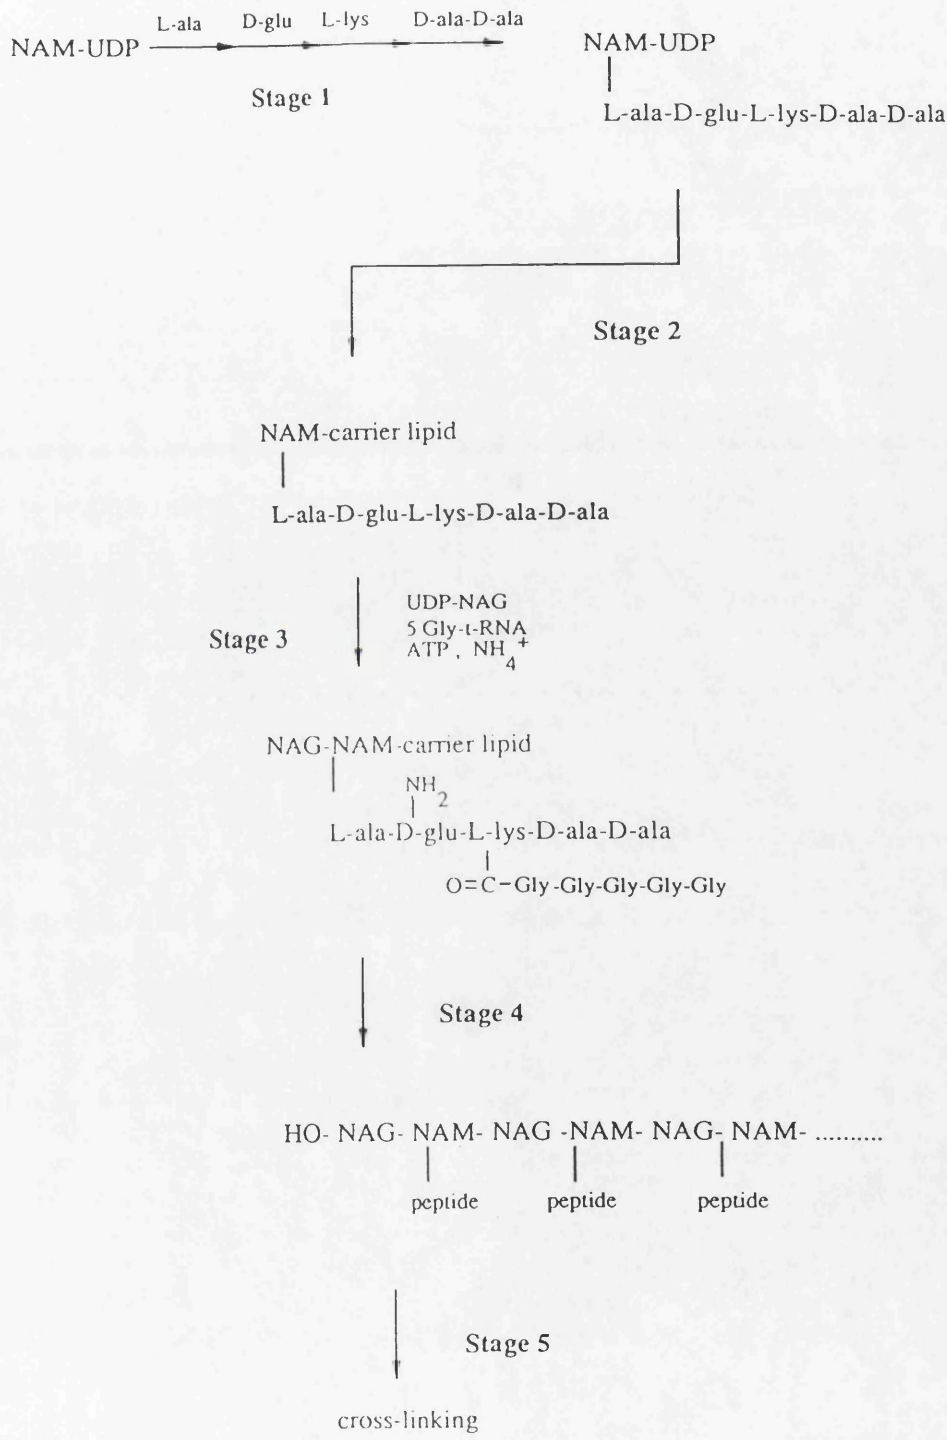 L-ala D-glu L-lys D-ala-D-ala
NAM-UDP
NAM-UDP
Stage 1
L-ala-D-glu-L-lys-D-ala-D-ala
Stage 2
NAM-carrier lipid
L-ala-D-glu-L-lys-D-ala-D-ala
UDP-NAG
5 Gly-t-RNA
ATP , NH4+
Stage 3
NAG-NAM-carrier lipid
NH2
L-ala-D-glu-L-lys-D-ala-D-ala
O=C-Gly-Gly-Gly-Gly-Gly
Stage 4
HO- NAG- NAM- NAG -NAM- NAG- NAM- ..........
peptide peptide peptide
Stage 5
cross-linking